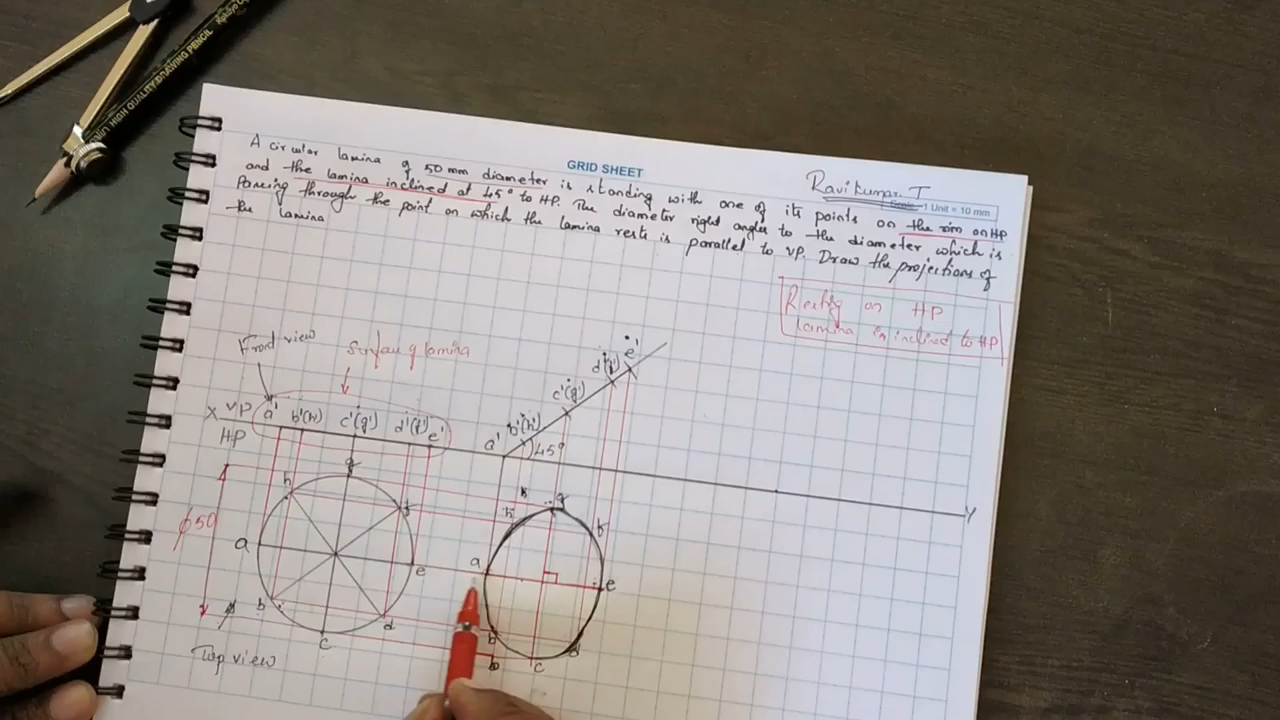 HIGH QUALITY DRAWING PENCIL
GRID SHEET
Ravikumar.T
1 Unit = 10 mm
A circular lamina of 50 mm diameter is standing with one of its points on the rim on HP
and the lamina inclined at 45° to HP. The diameter right angles to the diameter which is
Passing through the point on which the lamina rests is parallel to VP. Draw the projections of
the lamina
Resting on HP
lamina is inclined to HP
Front view
Surface of lamina
e'
d'(f')
c'(g')
b'(h')
a'
45°
X VP a' b'(h') c'(g') d'(f') e'
HP
Y
g
h f
ϕ50
a e
b d
c
Top view
h g
h f
a e
b d
b c